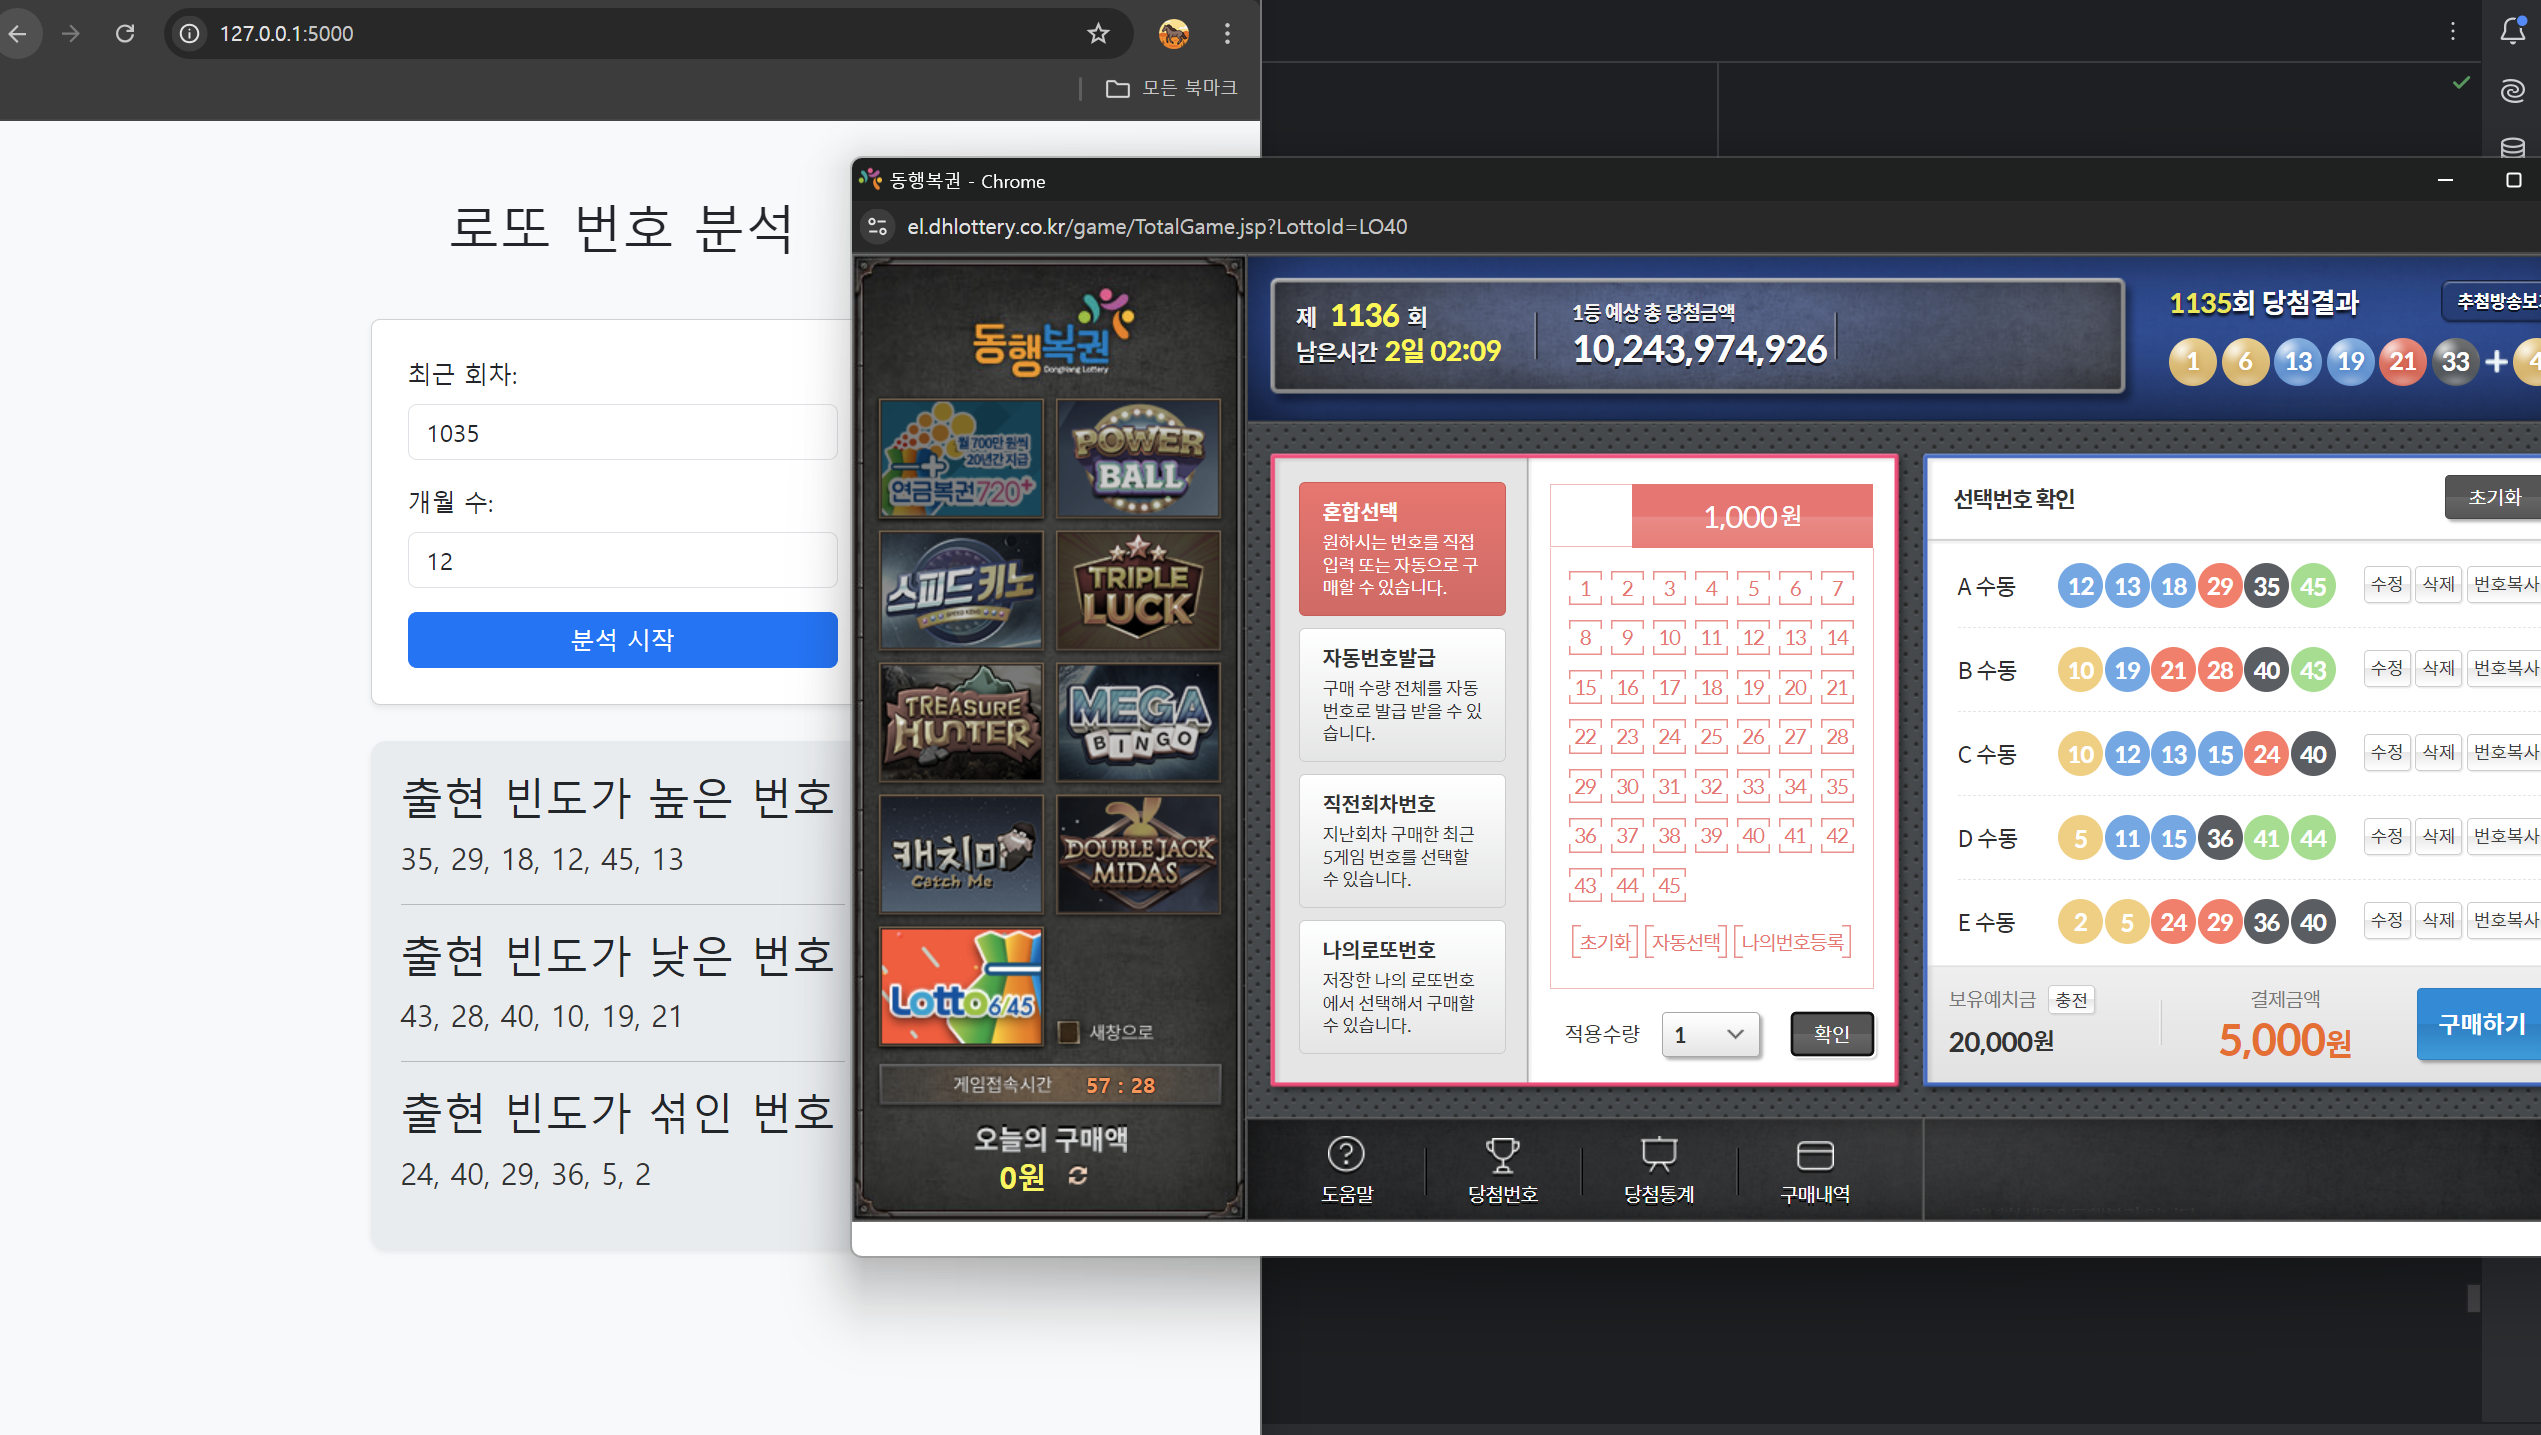 127.0.0.1:5000
모든 북마크
로또 번호 분석
최근 회차:
1035
개월 수:
12
분석 시작
출현 빈도가 높은 번호
35, 29, 18, 12, 45, 13
출현 빈도가 낮은 번호
43, 28, 40, 10, 19, 21
출현 빈도가 섞인 번호
24, 40, 29, 36, 5, 2
동행복권 - Chrome
el.dhlottery.co.kr/game/TotalGame.jsp?LottoId=LO40
동행복권
DongHang Lottery
월 700만 원씩
20년간 지급
연금복권720+
POWER
BALL
스피드키노
SPEED KENO
TRIPLE
LUCK
TREASURE
HUNTER
MEGA
BINGO
캐치미
Catch Me
DOUBLE JACK
MIDAS
Lotto6/45
새창으로
게임접속시간 57 : 28
오늘의 구매액
0원
제 1136 회
남은시간 2일 02:09
1등 예상 총 당첨금액
10,243,974,926
1135회 당첨결과
추첨방송보
1 6 13 19 21 33 + 4
혼합선택
원하시는 번호를 직접
입력 또는 자동으로 구
매할 수 있습니다.
자동번호발급
구매 수량 전체를 자동
번호로 발급 받을 수 있
습니다.
직전회차번호
지난회차 구매한 최근
5게임 번호를 선택할
수 있습니다.
나의로또번호
저장한 나의 로또번호
에서 선택해서 구매할
수 있습니다.
1,000원
1 2 3 4 5 6 7
8 9 10 11 12 13 14
15 16 17 18 19 20 21
22 23 24 25 26 27 28
29 30 31 32 33 34 35
36 37 38 39 40 41 42
43 44 45
초기화 자동선택 나의번호등록
적용수량 1 확인
선택번호 확인
초기화
A 수동 12 13 18 29 35 45 수정 삭제 번호복사
B 수동 10 19 21 28 40 43 수정 삭제 번호복사
C 수동 10 12 13 15 24 40 수정 삭제 번호복사
D 수동 5 11 15 36 41 44 수정 삭제 번호복사
E 수동 2 5 24 29 36 40 수정 삭제 번호복사
보유예치금 충전
20,000원
결제금액
5,000원
구매하기
도움말
당첨번호
당첨통계
구매내역